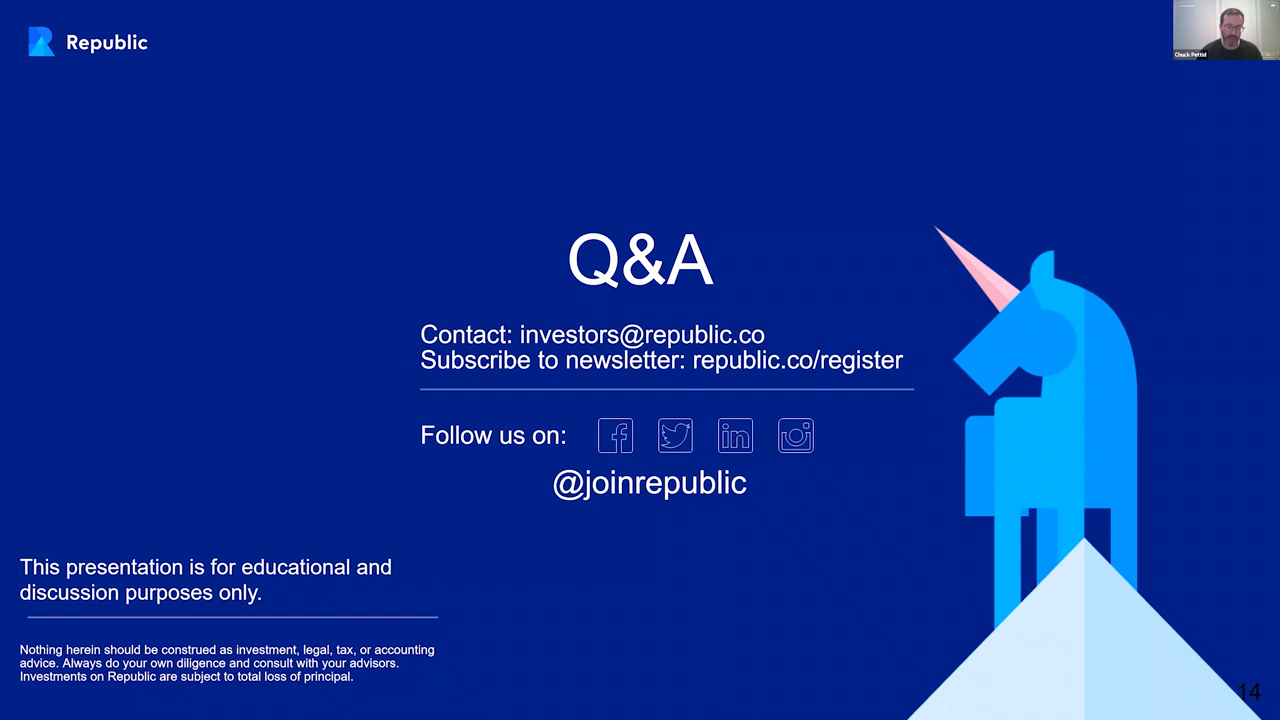 Republic
Chuck Pettid
Q&A
Contact: investors@republic.co
Subscribe to newsletter: republic.co/register
Follow us on:
@joinrepublic
This presentation is for educational and
discussion purposes only.
Nothing herein should be construed as investment, legal, tax, or accounting
advice. Always do your own diligence and consult with your advisors.
Investments on Republic are subject to total loss of principal.
14